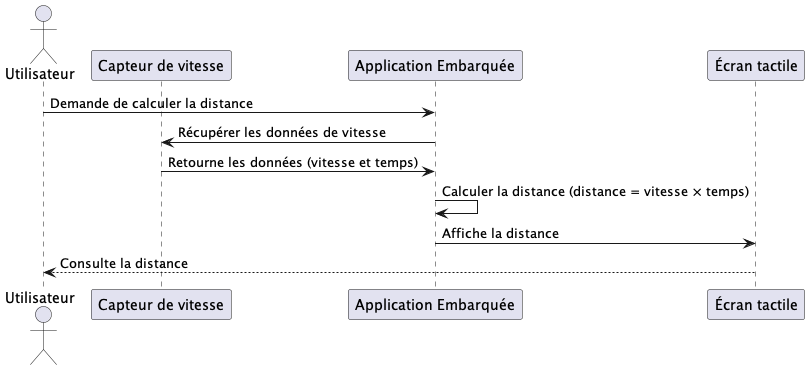 Utilisateur
Capteur de vitesse
Application Embarquée
Écran tactile
Demande de calculer la distance
Récupérer les données de vitesse
Retourne les données (vitesse et temps)
Calculer la distance (distance = vitesse × temps)
Affiche la distance
Consulte la distance
Utilisateur
Capteur de vitesse
Application Embarquée
Écran tactile